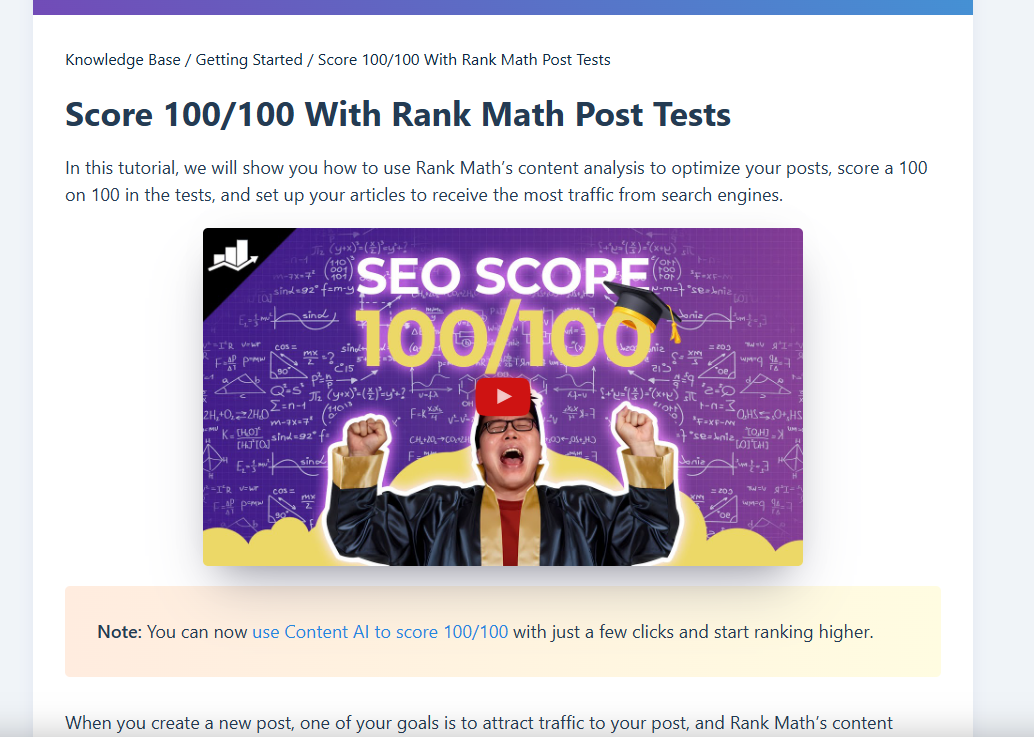 Knowledge Base / Getting Started / Score 100/100 With Rank Math Post Tests
Score 100/100 With Rank Math Post Tests
In this tutorial, we will show you how to use Rank Math’s content analysis to optimize your posts, score a 100
on 100 in the tests, and set up your articles to receive the most traffic from search engines.
SEO SCORE
100/100
Note: You can now use Content AI to score 100/100 with just a few clicks and start ranking higher.
When you create a new post, one of your goals is to attract traffic to your post, and Rank Math’s content